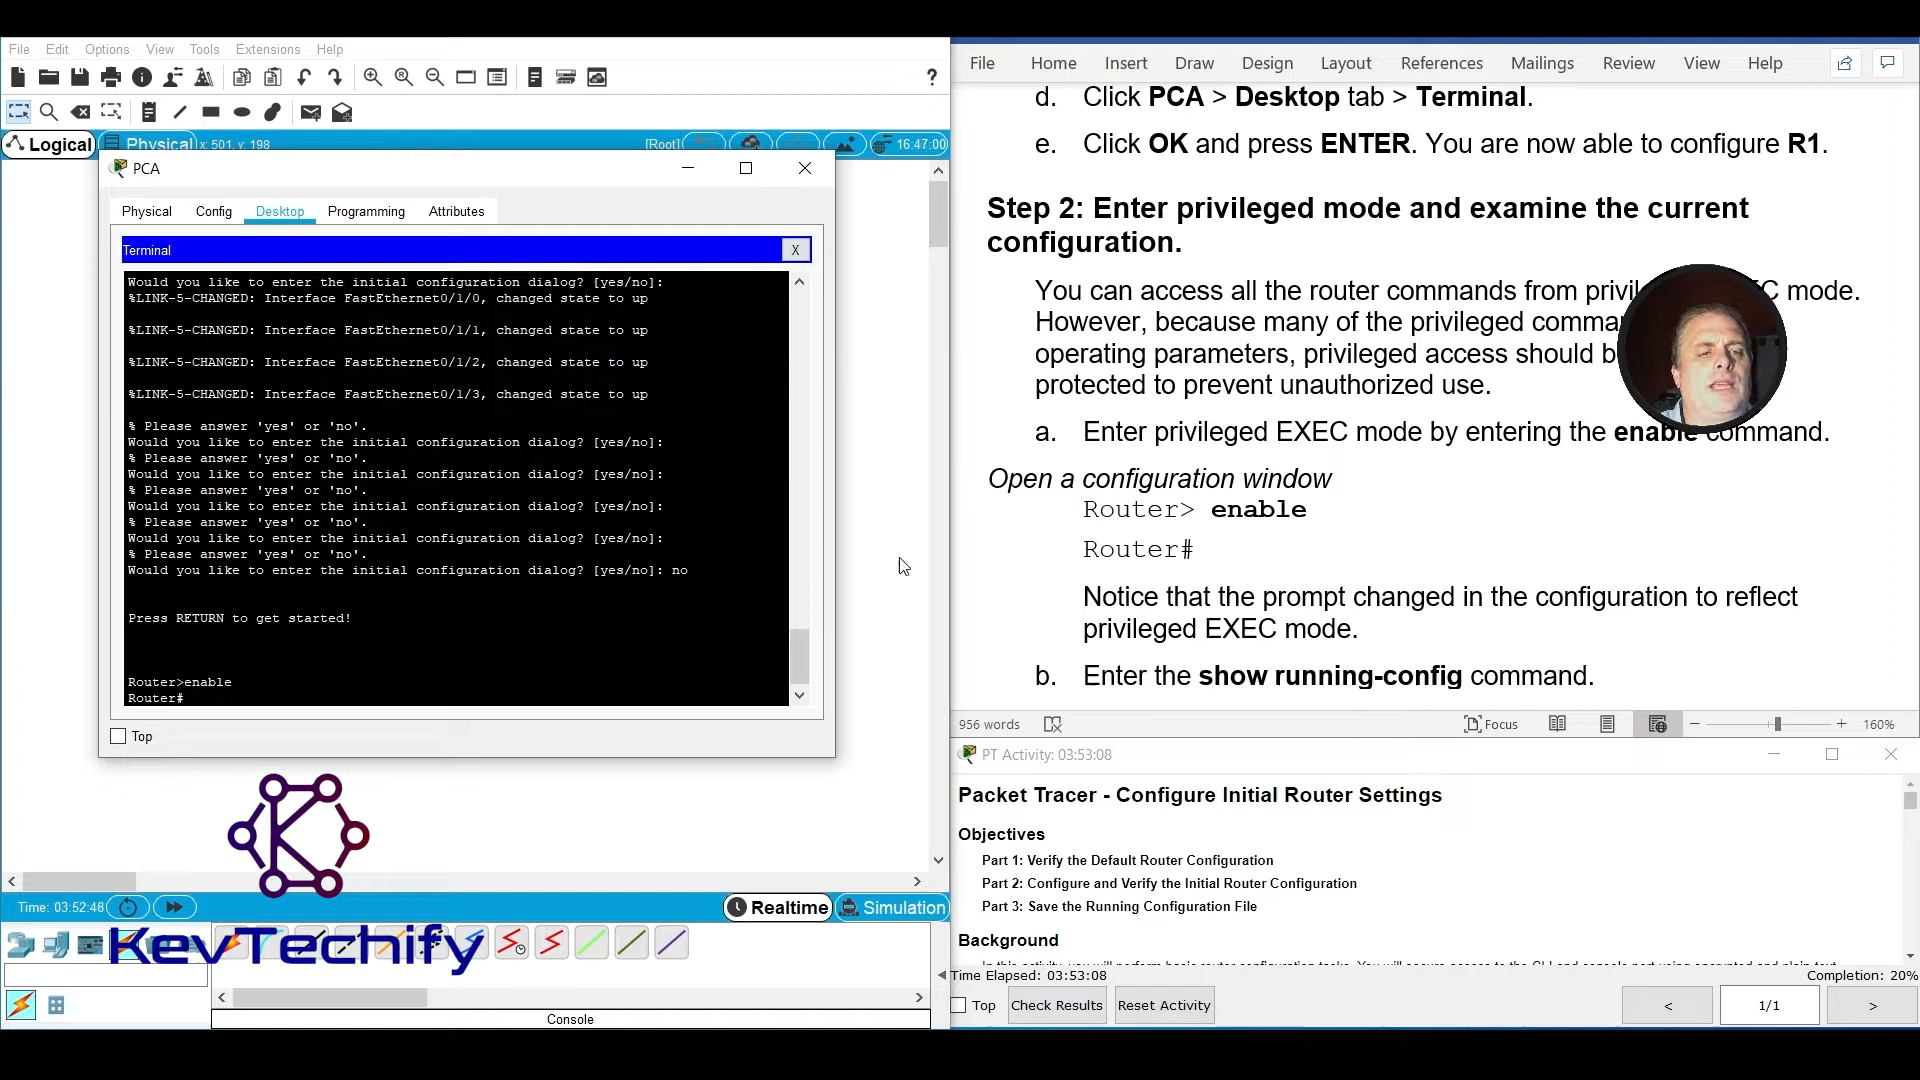 File Edit Options View Tools Extensions Help
?
Logical
Physical x: 501, y: 198
[Root]
16:47:00
PCA
Physical Config Desktop Programming Attributes
Terminal
X
Would you like to enter the initial configuration dialog? [yes/no]:
%LINK-5-CHANGED: Interface FastEthernet0/1/0, changed state to up
%LINK-5-CHANGED: Interface FastEthernet0/1/1, changed state to up
%LINK-5-CHANGED: Interface FastEthernet0/1/2, changed state to up
%LINK-5-CHANGED: Interface FastEthernet0/1/3, changed state to up
% Please answer 'yes' or 'no'.
Would you like to enter the initial configuration dialog? [yes/no]:
% Please answer 'yes' or 'no'.
Would you like to enter the initial configuration dialog? [yes/no]:
% Please answer 'yes' or 'no'.
Would you like to enter the initial configuration dialog? [yes/no]:
% Please answer 'yes' or 'no'.
Would you like to enter the initial configuration dialog? [yes/no]:
% Please answer 'yes' or 'no'.
Would you like to enter the initial configuration dialog? [yes/no]: no
Press RETURN to get started!
Router>enable
Router#
Top
Time: 03:52:48
Realtime
Simulation
KevTechify
Console
File Home Insert Draw Design Layout References Mailings Review View Help
d. Click PCA > Desktop tab > Terminal.
e. Click OK and press ENTER. You are now able to configure R1.
Step 2: Enter privileged mode and examine the current
configuration.
You can access all the router commands from mode.
However, because many of the privileged
operating parameters, privileged access should
protected to prevent unauthorized use.
a. Enter privileged EXEC mode by entering the enable command.
Open a configuration window
Router> enable
Router#
Notice that the prompt changed in the configuration to reflect
privileged EXEC mode.
b. Enter the show running-config command.
956 words
Focus
160%
PT Activity: 03:53:08
Packet Tracer - Configure Initial Router Settings
Objectives
Part 1: Verify the Default Router Configuration
Part 2: Configure and Verify the Initial Router Configuration
Part 3: Save the Running Configuration File
Background
Time Elapsed: 03:53:08
Completion: 20%
Top
Check Results
Reset Activity
<
1/1
>